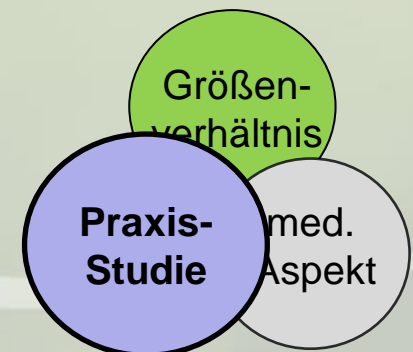 Größen-
verhältnis
Praxis-
Studie
med.
Aspekt